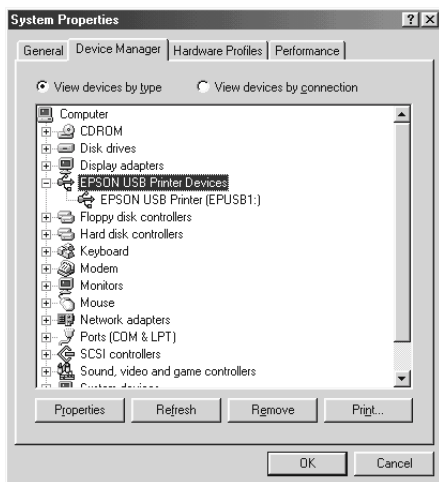 System Properties
General Device Manager Hardware Profiles Performance
View devices by type View devices by connection
Computer
CDROM
Disk drives
Display adapters
EPSON USB Printer Devices
EPSON USB Printer (EPUSB1:)
Floppy disk controllers
Hard disk controllers
Keyboard
Modem
Monitors
Mouse
Network adapters
Ports (COM & LPT)
SCSI controllers
Sound, video and game controllers
System devices
Properties Refresh Remove Print...
OK Cancel